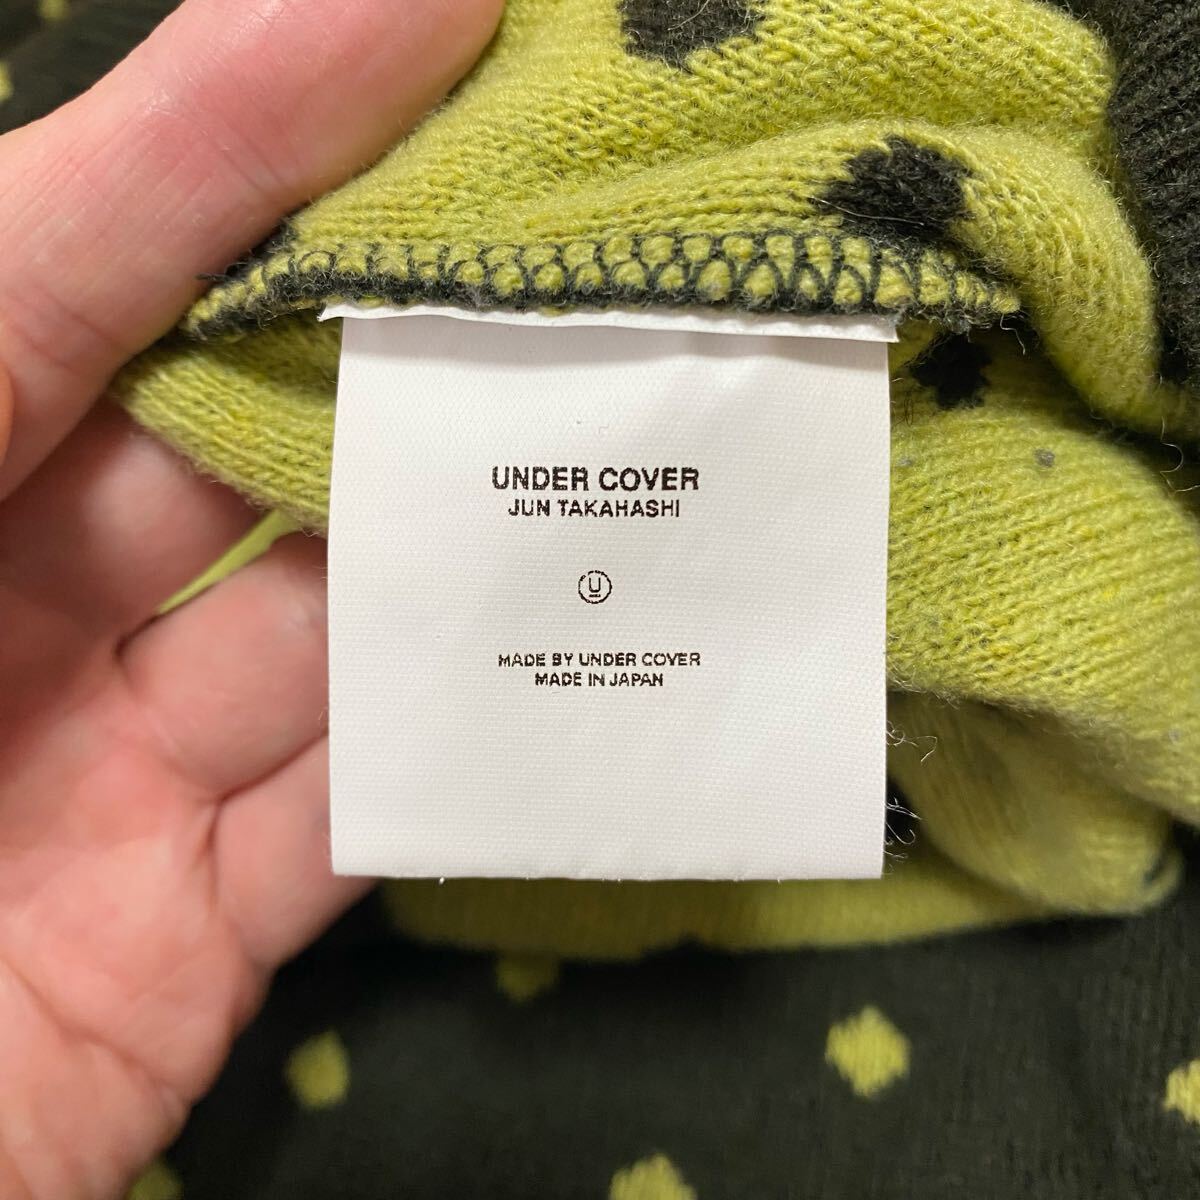 UNDER COVER
JUN TAKAHASHI
U
MADE BY UNDER COVER
MADE IN JAPAN